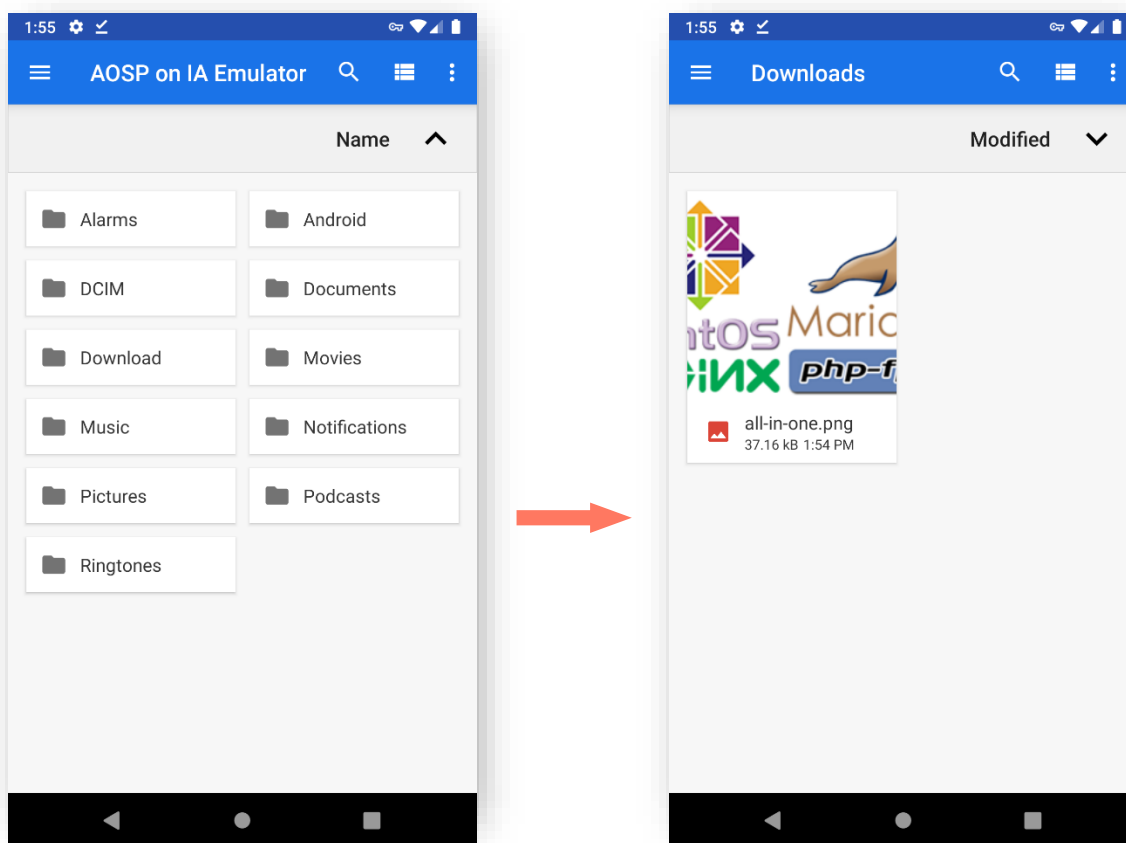 1:55
AOSP on IA Emulator
Name
Alarms
Android
DCIM
Documents
Download
Movies
Music
Notifications
Pictures
Podcasts
Ringtones
1:55
Downloads
Modified
ntOS
Maria
php-f
all-in-one.png
37.16 kB 1:54 PM